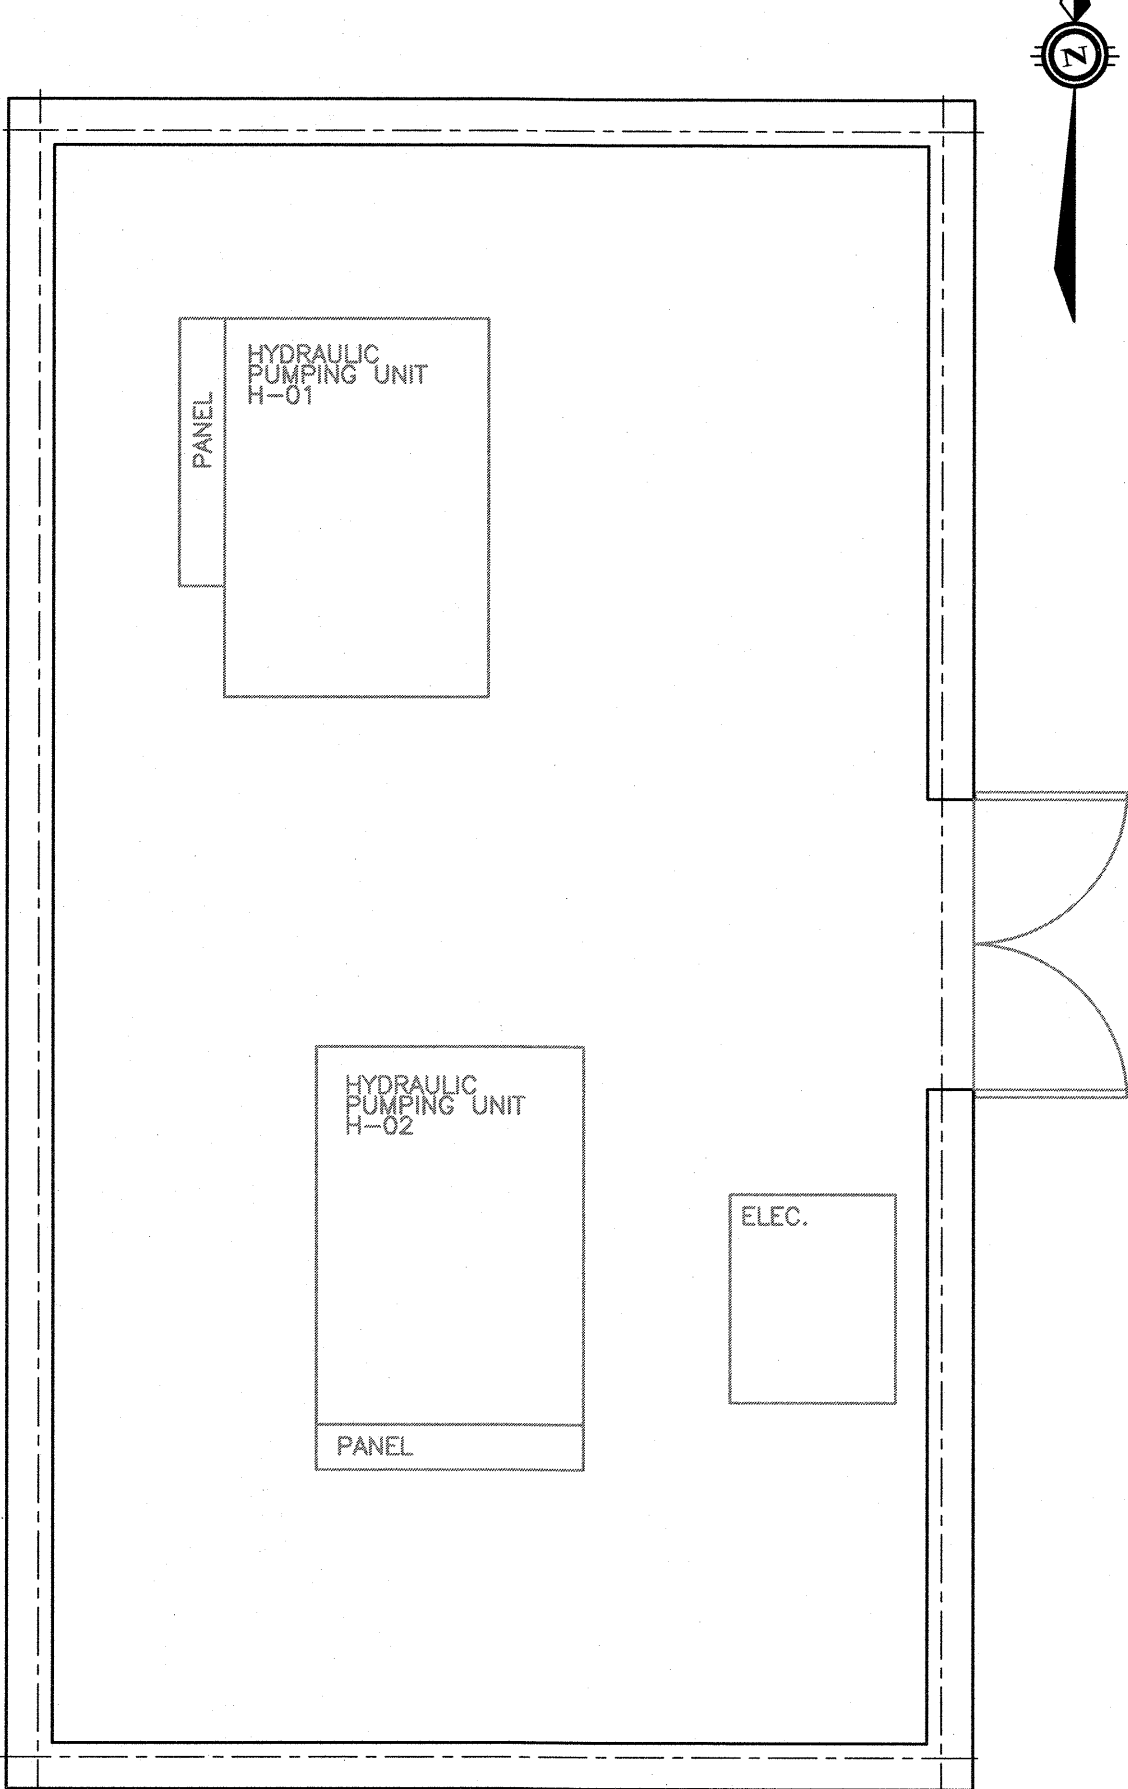 N
HYDRAULIC
PUMPING UNIT
H-01
PANEL
HYDRAULIC
PUMPING UNIT
H-02
ELEC.
PANEL